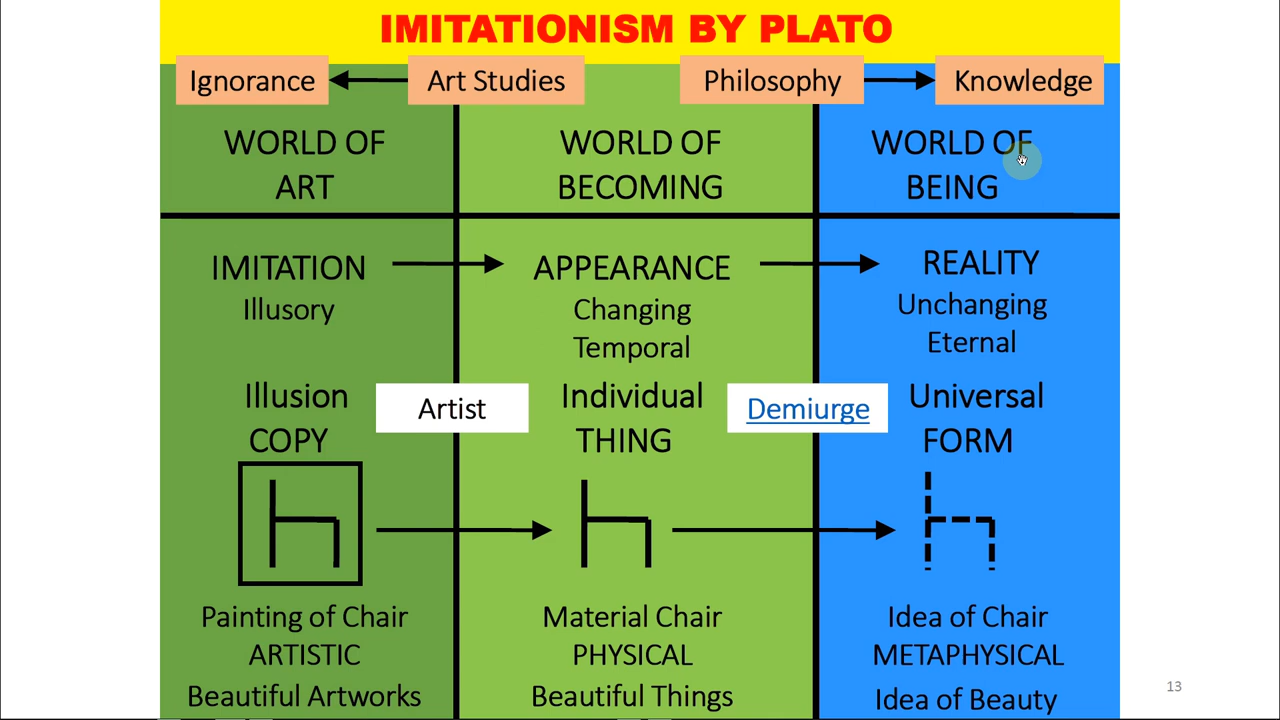 IMITATIONISM BY PLATO
Ignorance
Art Studies
Philosophy
Knowledge
WORLD OF
ART
WORLD OF
BECOMING
WORLD OF
BEING
IMITATION
Illusory
APPEARANCE
Changing
Temporal
REALITY
Unchanging
Eternal
Illusion
COPY
Artist
Individual
THING
Demiurge
Universal
FORM
Painting of Chair
ARTISTIC
Beautiful Artworks
Material Chair
PHYSICAL
Beautiful Things
Idea of Chair
METAPHYSICAL
Idea of Beauty
13